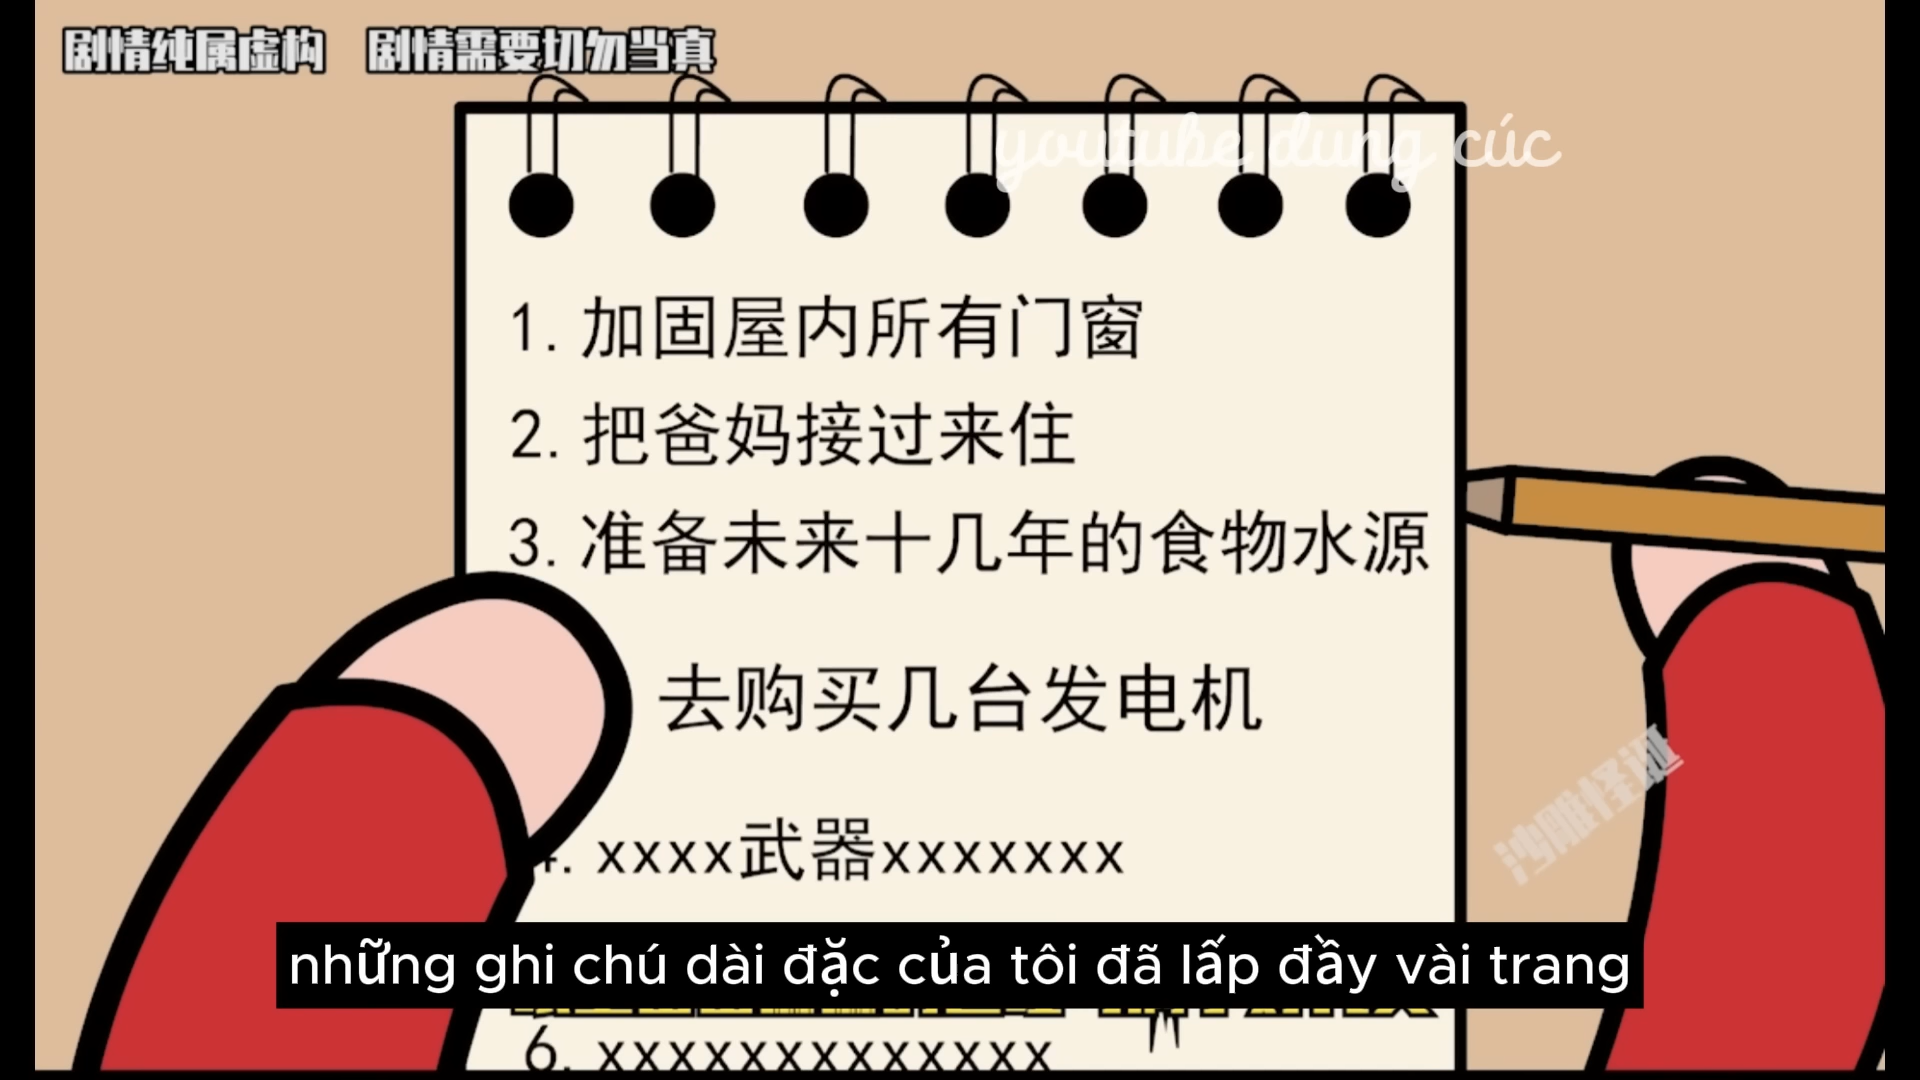 剧情纯属虚构 剧情需要切勿当真
youtube dung cúc
1. 加固屋内所有门窗
2. 把爸妈接过来住
3. 准备未来十几年的食物水源
去购买几台发电机
4. xxxx武器xxxxxxx
沙雕怪诞
những ghi chú dài đặc của tôi đã lấp đầy vài trang
6. xxxxxxxxxxxxx